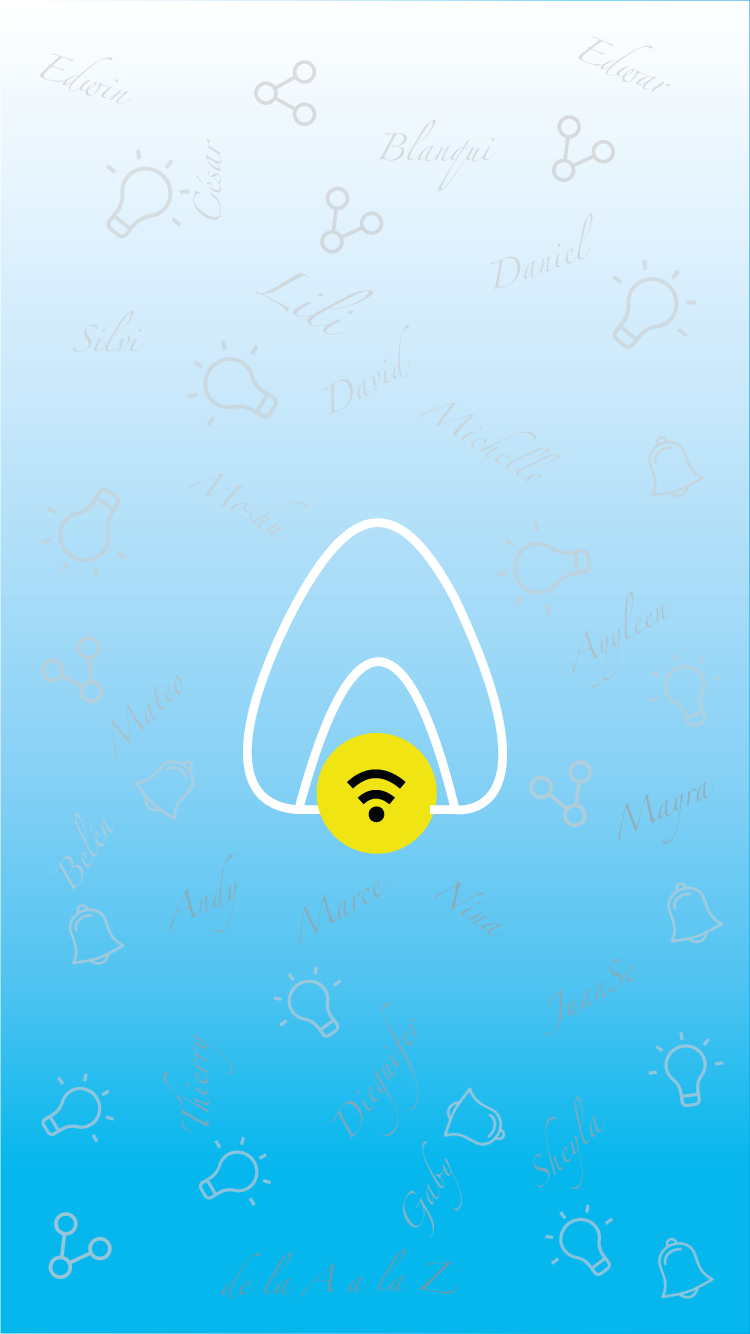 Edwin
Edwar
Blanqui
César
Daniel
Lili
Silvi
David
Michelle
Moshu
Ayyleen
Mateo
Mayra
Belén
Andy
Marce
Nina
JuanSe
Thierry
Dieguifer
Sheyla
Gaby
de la A a la Z